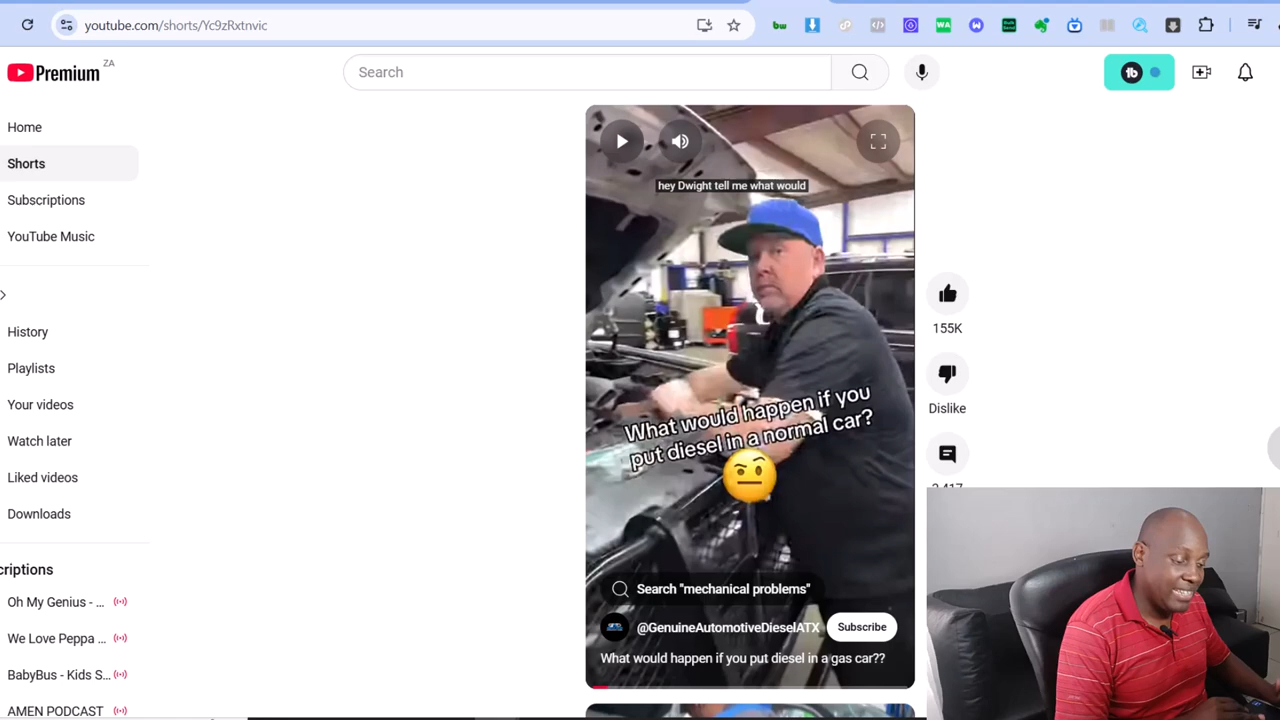 youtube.com/shorts/Yc9zRxtnvic
Premium ZA
Search
Home
Shorts
Subscriptions
YouTube Music
History
Playlists
Your videos
Watch later
Liked videos
Downloads
criptions
Oh My Genius - ...
We Love Peppa ...
BabyBus - Kids S...
AMEN PODCAST
hey Dwight tell me what would
What would happen if you
put diesel in a normal car?
Search "mechanical problems"
@GenuineAutomotiveDieselATX
Subscribe
What would happen if you put diesel in a gas car??
155K
Dislike